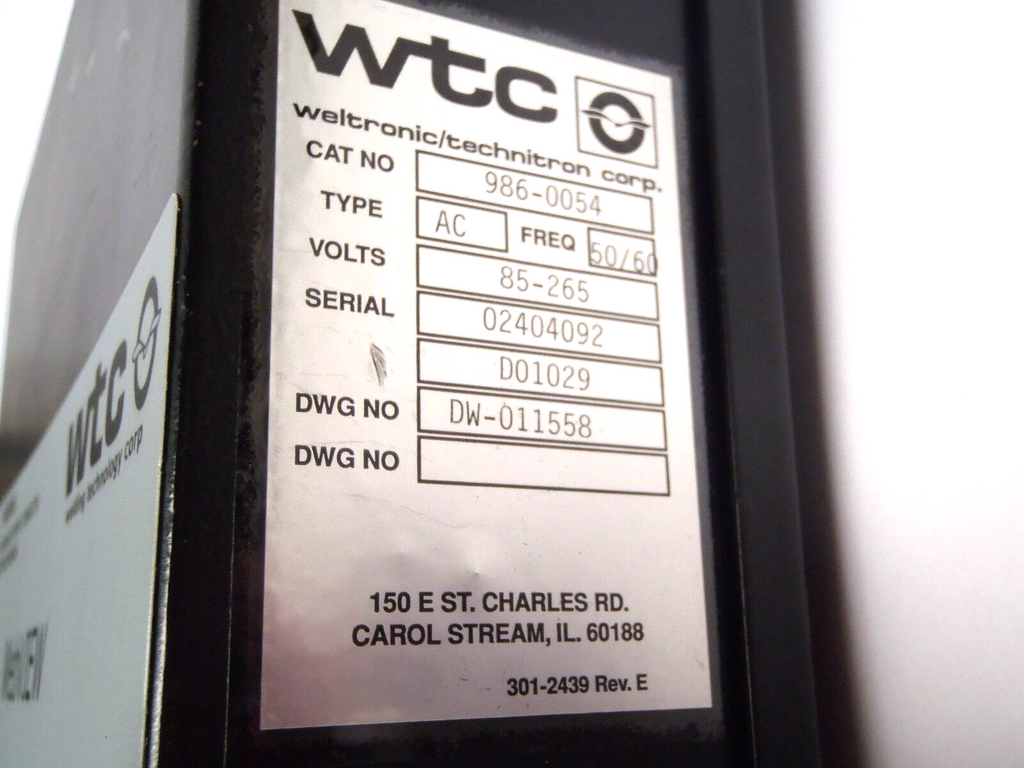 wtc
weltronic/technitron corp.
CAT NO 986-0054
TYPE AC FREQ 50/60
VOLTS 85-265
SERIAL 02404092
D01029
DWG NO DW-011558
DWG NO
150 E ST. CHARLES RD.
CAROL STREAM, IL. 60188
301-2439 Rev. E
wtc
welding technology corp